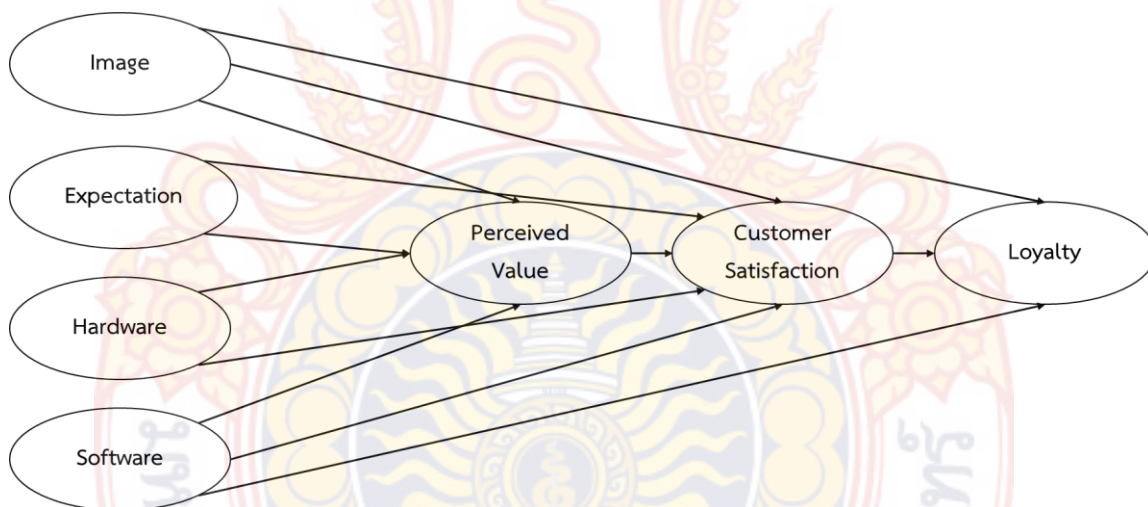 Image
Expectation
Hardware
Software
Perceived
Value
Customer
Satisfaction
Loyalty